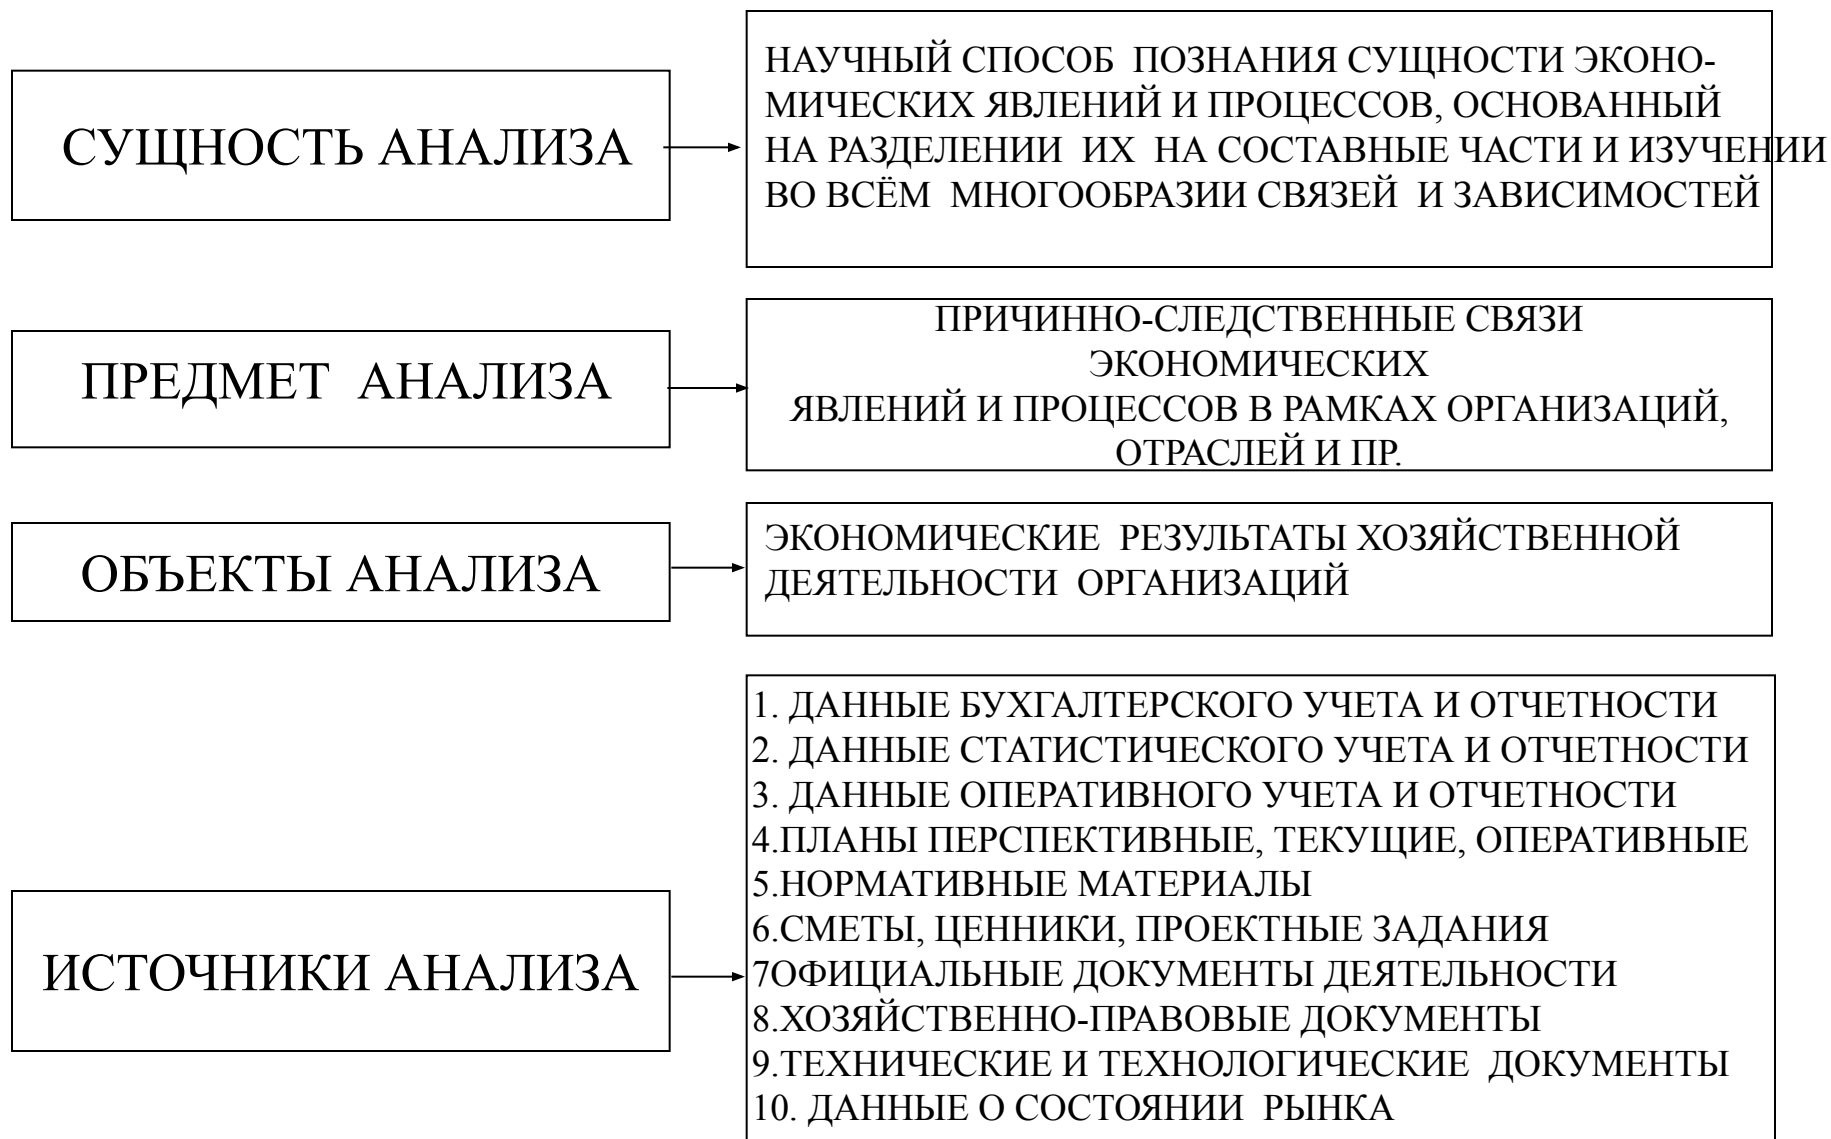 СУЩНОСТЬ АНАЛИЗА
НАУЧНЫЙ СПОСОБ ПОЗНАНИЯ СУЩНОСТИ ЭКОНО-
МИЧЕСКИХ ЯВЛЕНИЙ И ПРОЦЕССОВ, ОСНОВАННЫЙ
НА РАЗДЕЛЕНИИ ИХ НА СОСТАВНЫЕ ЧАСТИ И ИЗУЧЕНИИ
ВО ВСЁМ МНОГООБРАЗИИ СВЯЗЕЙ И ЗАВИСИМОСТЕЙ
ПРЕДМЕТ АНАЛИЗА
ПРИЧИННО-СЛЕДСТВЕННЫЕ СВЯЗИ
ЭКОНОМИЧЕСКИХ
ЯВЛЕНИЙ И ПРОЦЕССОВ В РАМКАХ ОРГАНИЗАЦИЙ,
ОТРАСЛЕЙ И ПР.
ОБЪЕКТЫ АНАЛИЗА
ЭКОНОМИЧЕСКИЕ РЕЗУЛЬТАТЫ ХОЗЯЙСТВЕННОЙ
ДЕЯТЕЛЬНОСТИ ОРГАНИЗАЦИЙ
ИСТОЧНИКИ АНАЛИЗА
1. ДАННЫЕ БУХГАЛТЕРСКОГО УЧЕТА И ОТЧЕТНОСТИ
2. ДАННЫЕ СТАТИСТИЧЕСКОГО УЧЕТА И ОТЧЕТНОСТИ
3. ДАННЫЕ ОПЕРАТИВНОГО УЧЕТА И ОТЧЕТНОСТИ
4.ПЛАНЫ ПЕРСПЕКТИВНЫЕ, ТЕКУЩИЕ, ОПЕРАТИВНЫЕ
5.НОРМАТИВНЫЕ МАТЕРИАЛЫ
6.СМЕТЫ, ЦЕННИКИ, ПРОЕКТНЫЕ ЗАДАНИЯ
7ОФИЦИАЛЬНЫЕ ДОКУМЕНТЫ ДЕЯТЕЛЬНОСТИ
8.ХОЗЯЙСТВЕННО-ПРАВОВЫЕ ДОКУМЕНТЫ
9.ТЕХНИЧЕСКИЕ И ТЕХНОЛОГИЧЕСКИЕ ДОКУМЕНТЫ
10. ДАННЫЕ О СОСТОЯНИИ РЫНКА